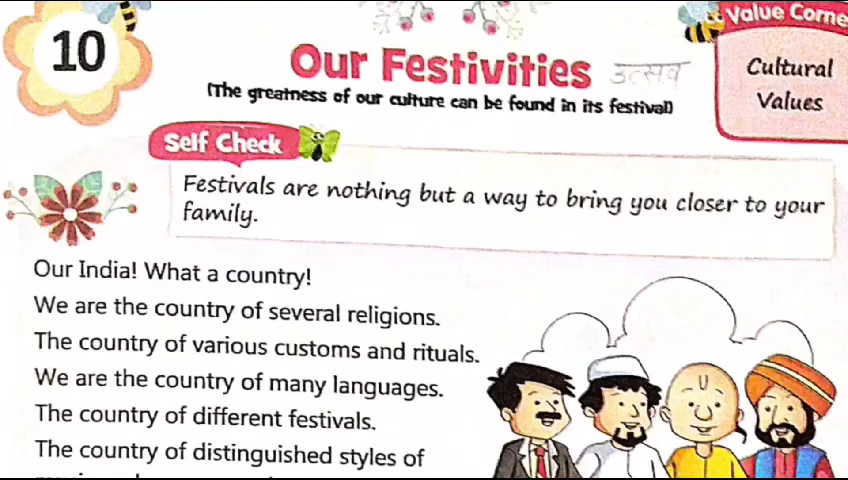 10
Our Festivities उत्सव
(The greatness of our culture can be found in its festival)
Value Corne
Cultural
Values
Self Check
Festivals are nothing but a way to bring you closer to your
family.
Our India! What a country!
We are the country of several religions.
The country of various customs and rituals.
We are the country of many languages.
The country of different festivals.
The country of distinguished styles of